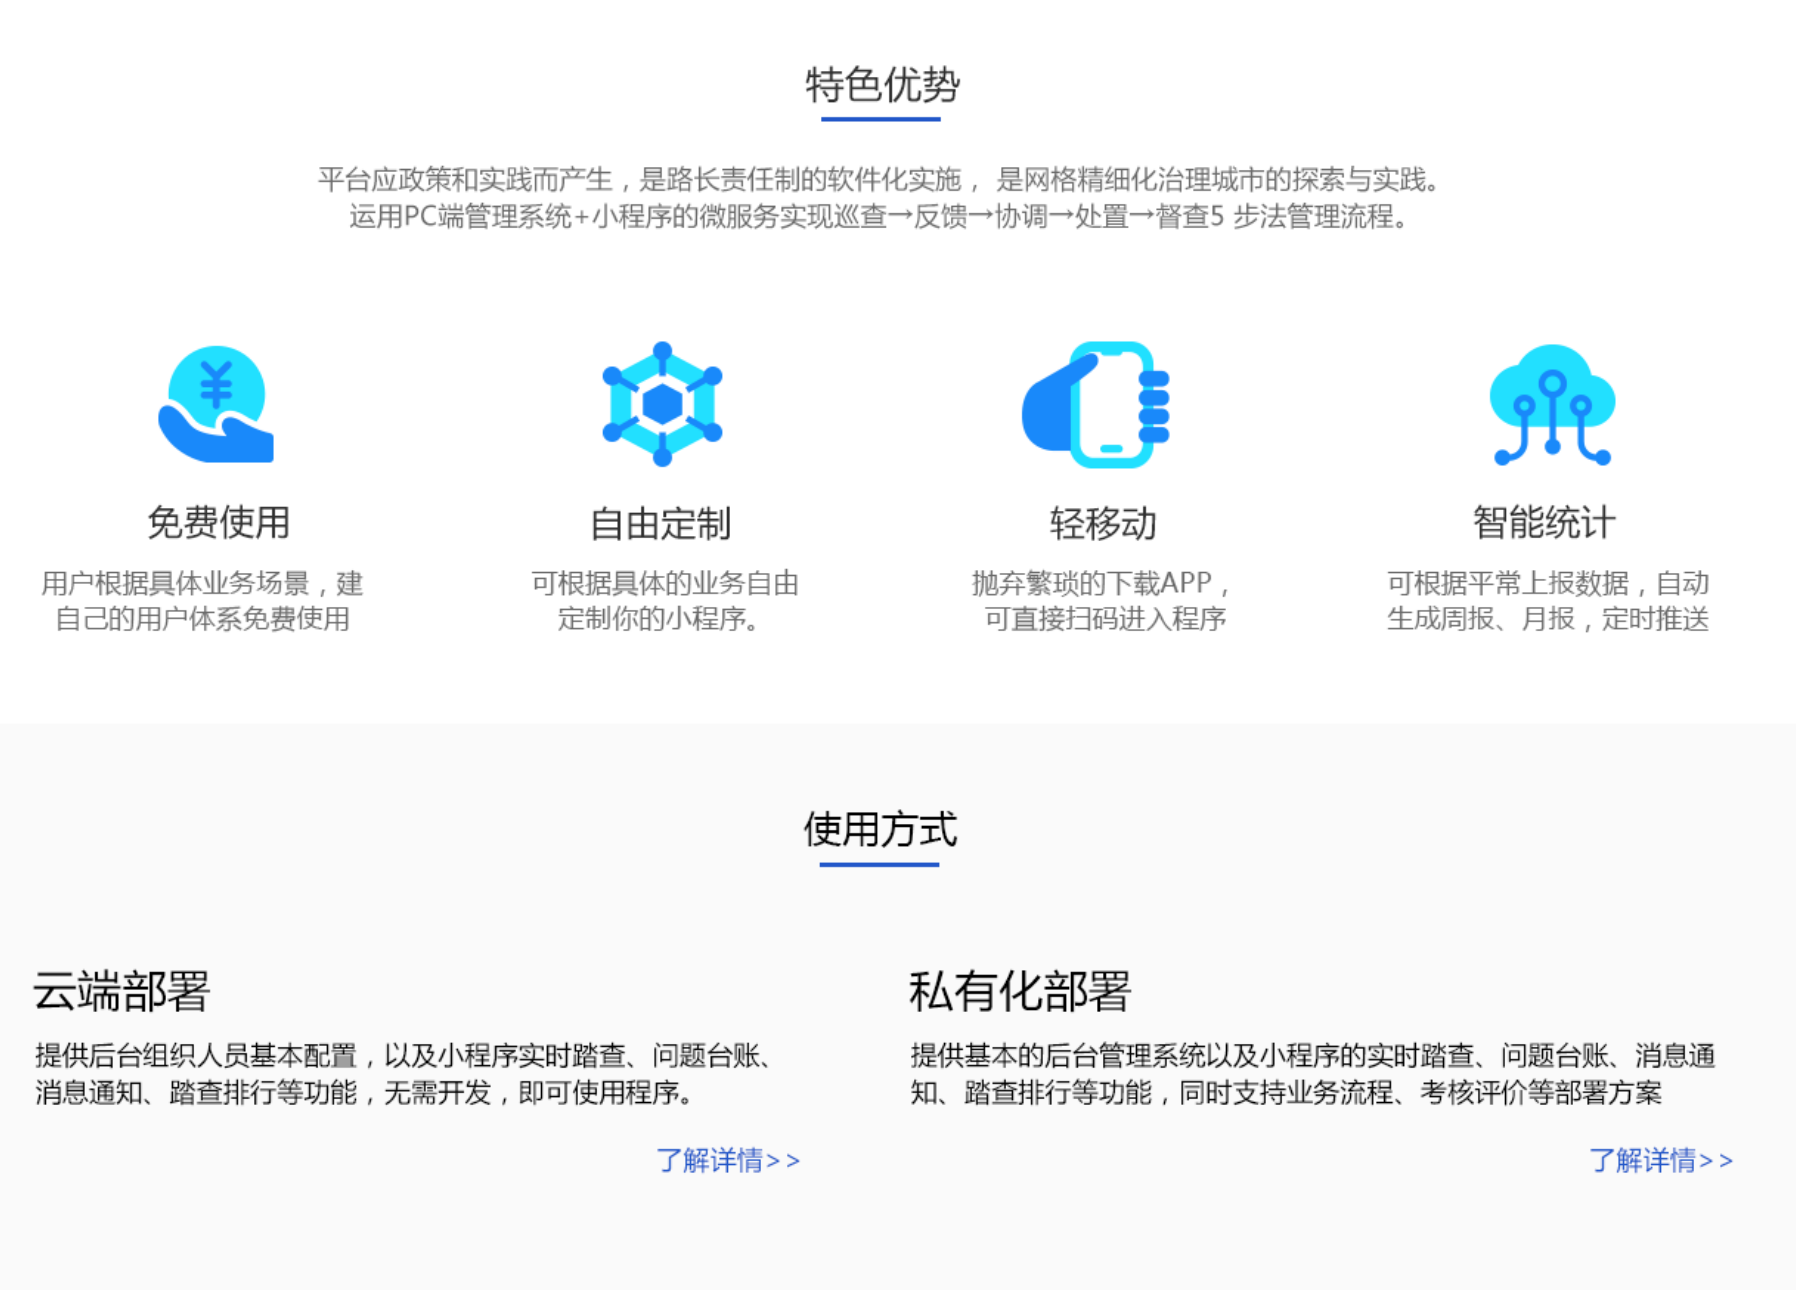 特色优势
平台应政策和实践而产生，是路长责任制的软件化实施， 是网格精细化治理城市的探索与实践。
运用PC端管理系统+小程序的微服务实现巡查→反馈→协调→处置→督查5 步法管理流程。
¥
免费使用
用户根据具体业务场景，建
自己的用户体系免费使用
自由定制
可根据具体的业务自由
定制你的小程序。
轻移动
抛弃繁琐的下载APP，
可直接扫码进入程序
智能统计
可根据平常上报数据，自动
生成周报、月报，定时推送
使用方式
云端部署
提供后台组织人员基本配置，以及小程序实时踏查、问题台账、
消息通知、踏查排行等功能，无需开发，即可使用程序。
了解详情>>
私有化部署
提供基本的后台管理系统以及小程序的实时踏查、问题台账、消息通
知、踏查排行等功能，同时支持业务流程、考核评价等部署方案
了解详情>>